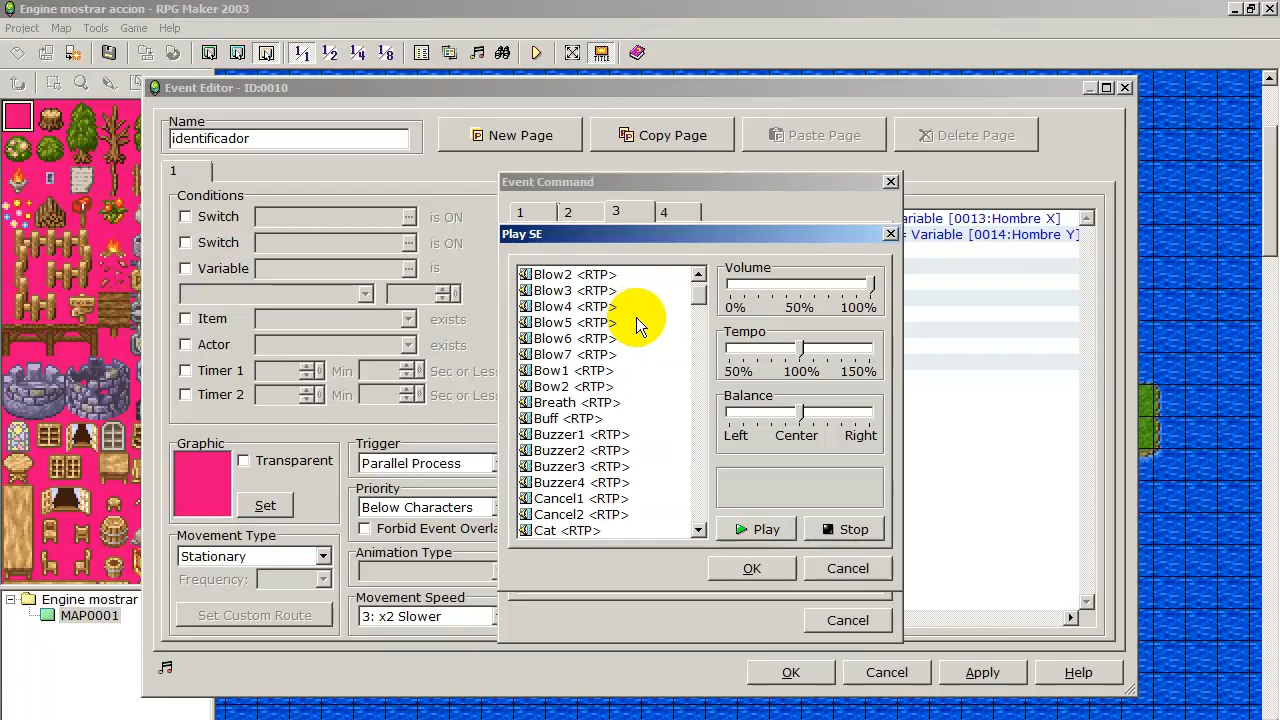 Engine mostrar accion - RPG Maker 2003
Project Map Tools Game Help
Event Editor - ID:0010
Name
identificador
New Page
Copy Page
Paste Page
Delete Page
1
Conditions
Switch is ON
Switch is ON
Variable is
Item exists
Actor exists
Timer 1 Min Sec or Les
Timer 2 Min Sec or Les
Graphic
Transparent
Set
Movement Type
Stationary
Frequency:
Set Custom Route
Trigger
Parallel Process
Priority
Below Characters
Forbid Event Overl
Animation Type
Movement Speed
3: x2 Slower
ariable [0013:Hombre X]
- Variable [0014:Hombre Y]
Event Command
1 2 3 4
Play SE
Blow2 <RTP>
Blow3 <RTP>
Blow4 <RTP>
Blow5 <RTP>
Blow6 <RTP>
Blow7 <RTP>
Bow1 <RTP>
Bow2 <RTP>
Breath <RTP>
Buff <RTP>
Buzzer1 <RTP>
Buzzer2 <RTP>
Buzzer3 <RTP>
Buzzer4 <RTP>
Cancel1 <RTP>
Cancel2 <RTP>
Car <RTP>
Volume
0% 50% 100%
Tempo
50% 100% 150%
Balance
Left Center Right
Play
Stop
OK
Cancel
Cancel
OK
Cancel
Apply
Help
Engine mostrar
MAP0001